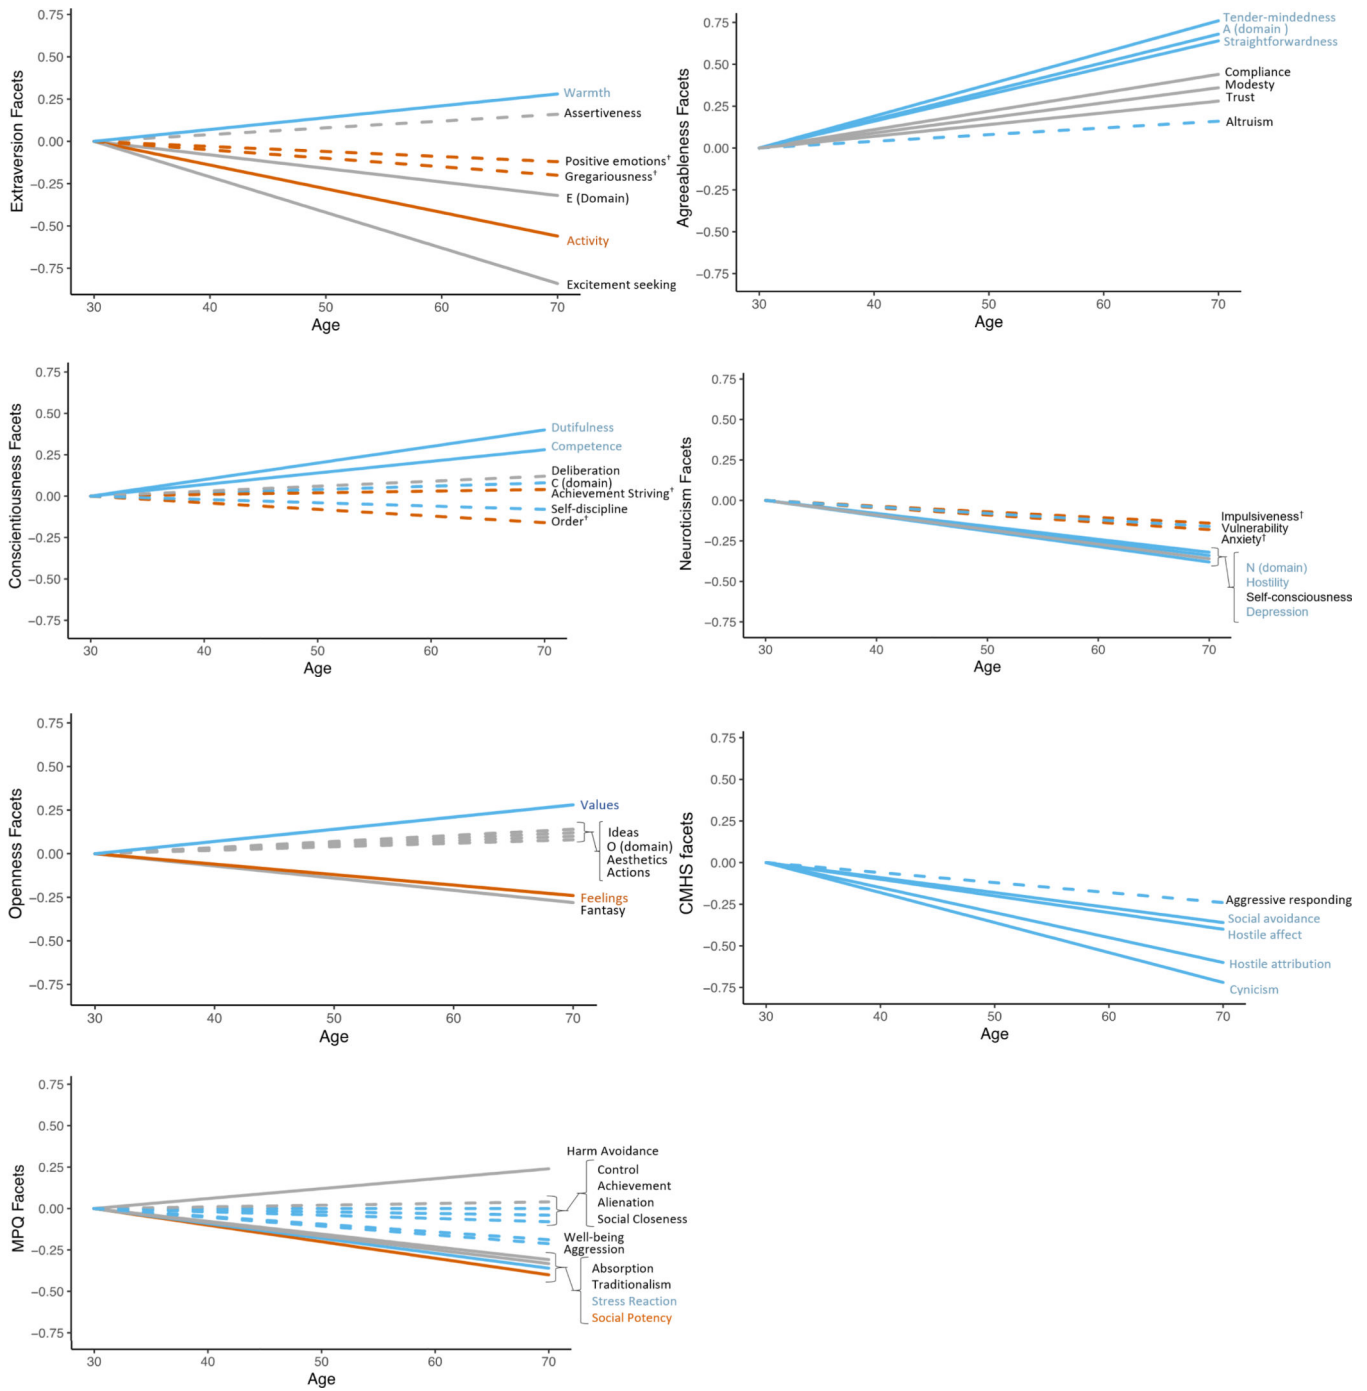 Extraversion Facets
0.75
0.50
0.25
0.00
−0.25
−0.50
−0.75
30
40
50
60
70
Age
Warmth
Assertiveness
Positive emotions†
Gregariousness†
E (Domain)
Activity
Excitement seeking
Agreeableness Facets
0.75
0.50
0.25
0.00
−0.25
−0.50
−0.75
30
40
50
60
70
Age
Tender-mindedness
A (domain )
Straightforwardness
Compliance
Modesty
Trust
Altruism
Conscientiousness Facets
0.75
0.50
0.25
0.00
−0.25
−0.50
−0.75
30
40
50
60
70
Age
Dutifulness
Competence
Deliberation
C (domain)
Achievement Striving†
Self-discipline
Order†
Neuroticism Facets
0.75
0.50
0.25
0.00
−0.25
−0.50
−0.75
30
40
50
60
70
Age
Impulsiveness†
Vulnerability
Anxiety†
N (domain)
Hostility
Self-consciousness
Depression
Openness Facets
0.75
0.50
0.25
0.00
−0.25
−0.50
−0.75
30
40
50
60
70
Age
Values
Ideas
O (domain)
Aesthetics
Actions
Feelings
Fantasy
CMHS facets
0.75
0.50
0.25
0.00
−0.25
−0.50
−0.75
30
40
50
60
70
Age
Aggressive responding
Social avoidance
Hostile affect
Hostile attribution
Cynicism
MPQ Facets
0.75
0.50
0.25
0.00
−0.25
−0.50
−0.75
30
40
50
60
70
Age
Harm Avoidance
Control
Achievement
Alienation
Social Closeness
Well-being
Aggression
Absorption
Traditionalism
Stress Reaction
Social Potency